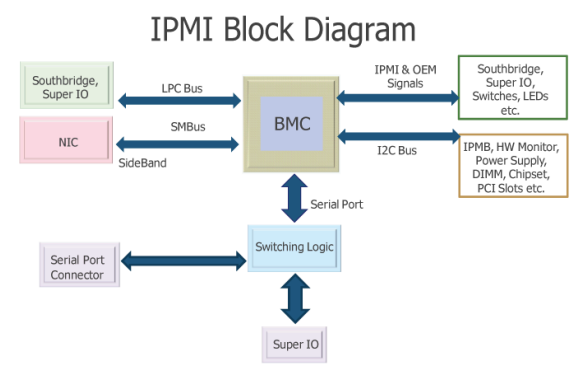 IPMI Block Diagram
Southbridge,
Super IO
LPC Bus
NIC
SMBus
SideBand
BMC
IPMI & OEM
Signals
Southbridge,
Super IO,
Switches, LEDs
etc.
I2C Bus
IPMB, HW Monitor,
Power Supply,
DIMM, Chipset,
PCI Slots etc.
Serial Port
Switching Logic
Serial Port
Connector
Super IO